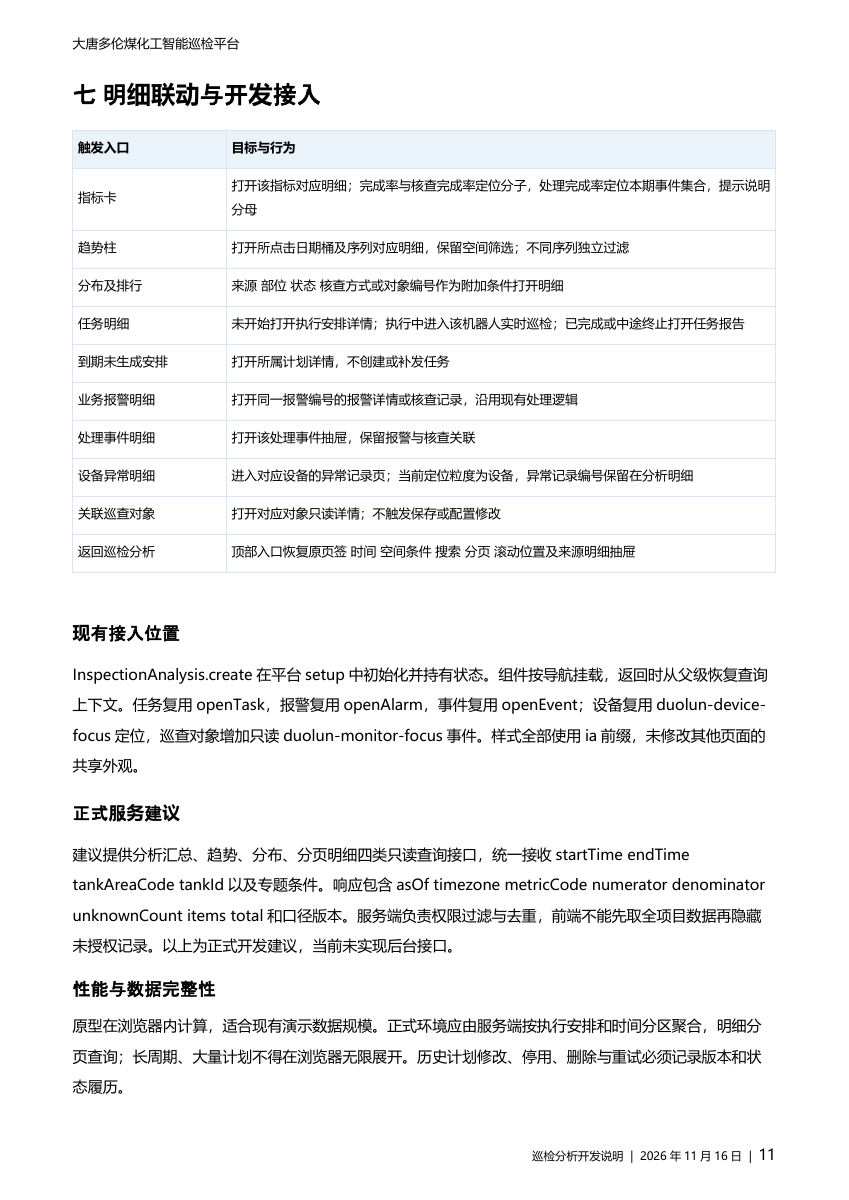 大唐多伦煤化工智能巡检平台
七 明细联动与开发接入
触发入口 目标与行为
指标卡 打开该指标对应明细；完成率与核查完成率定位分子，处理完成率定位本期事件集合，提示说明
分母
趋势柱 打开所点击日期桶及序列对应明细，保留空间筛选；不同序列独立过滤
分布及排行 来源 部位 状态 核查方式或对象编号作为附加条件打开明细
任务明细 未开始打开执行安排详情；执行中进入该机器人实时巡检；已完成或中途终止打开任务报告
到期未生成安排 打开所属计划详情，不创建或补发任务
业务报警明细 打开同一报警编号的报警详情或核查记录，沿用现有处理逻辑
处理事件明细 打开该处理事件抽屉，保留报警与核查关联
设备异常明细 进入对应设备的异常记录页；当前定位粒度为设备，异常记录编号保留在分析明细
关联巡查对象 打开对应对象只读详情；不触发保存或配置修改
返回巡检分析 顶部入口恢复原页签 时间 空间条件 搜索 分页 滚动位置及来源明细抽屉
现有接入位置
InspectionAnalysis.create 在平台 setup 中初始化并持有状态。组件按导航挂载，返回时从父级恢复查询
上下文。任务复用 openTask，报警复用 openAlarm，事件复用 openEvent；设备复用 duolun-device-
focus 定位，巡查对象增加只读 duolun-monitor-focus 事件。样式全部使用 ia 前缀，未修改其他页面的
共享外观。
正式服务建议
建议提供分析汇总、趋势、分布、分页明细四类只读查询接口，统一接收 startTime endTime
tankAreaCode tankId 以及专题条件。响应包含 asOf timezone metricCode numerator denominator
unknownCount items total 和口径版本。服务端负责权限过滤与去重，前端不能先取全项目数据再隐藏
未授权记录。以上为正式开发建议，当前未实现后台接口。
性能与数据完整性
原型在浏览器内计算，适合现有演示数据规模。正式环境应由服务端按执行安排和时间分区聚合，明细分
页查询；长周期、大量计划不得在浏览器无限展开。历史计划修改、停用、删除与重试必须记录版本和状
态履历。
巡检分析开发说明 | 2026 年 11 月 16 日 | 11